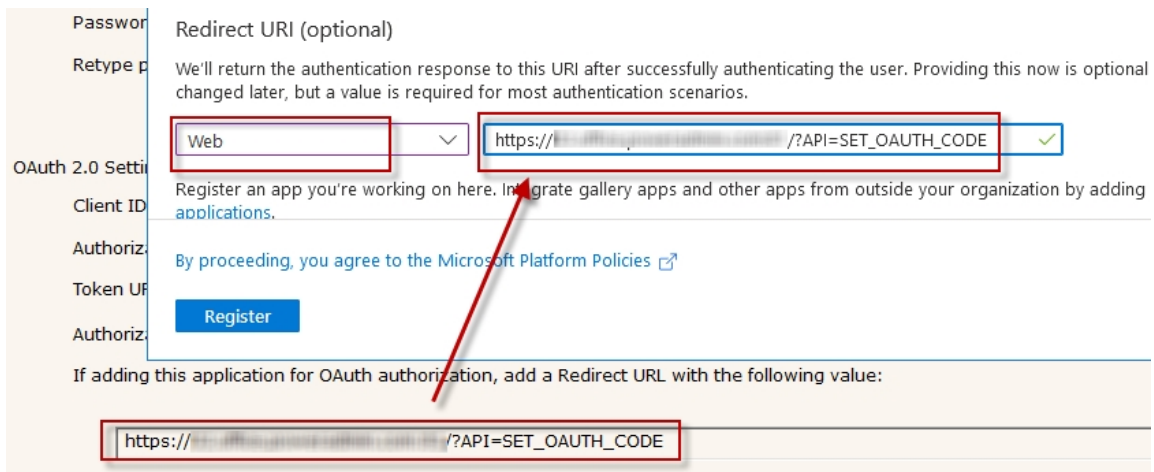 Passwor
Redirect URI (optional)
Retype p
We'll return the authentication response to this URI after successfully authenticating the user. Providing this now is optional
changed later, but a value is required for most authentication scenarios.
Web
https:// /?API=SET_OAUTH_CODE
OAuth 2.0 Setti
Register an app you're working on here. Integrate gallery apps and other apps from outside your organization by adding
Client ID
applications.
Authoriz
By proceeding, you agree to the Microsoft Platform Policies
Token UR
Register
Authoriz
If adding this application for OAuth authorization, add a Redirect URL with the following value:
https:// /?API=SET_OAUTH_CODE